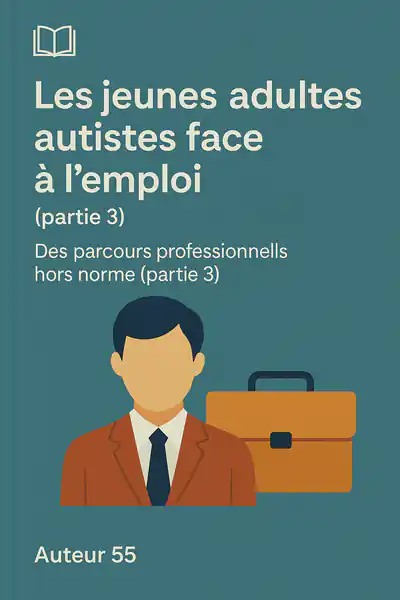 Les jeunes adultes
autistes face
à l'emploi
(partie 3)
Des parcours professionnells
hors norme (partie 3)
Auteur 55